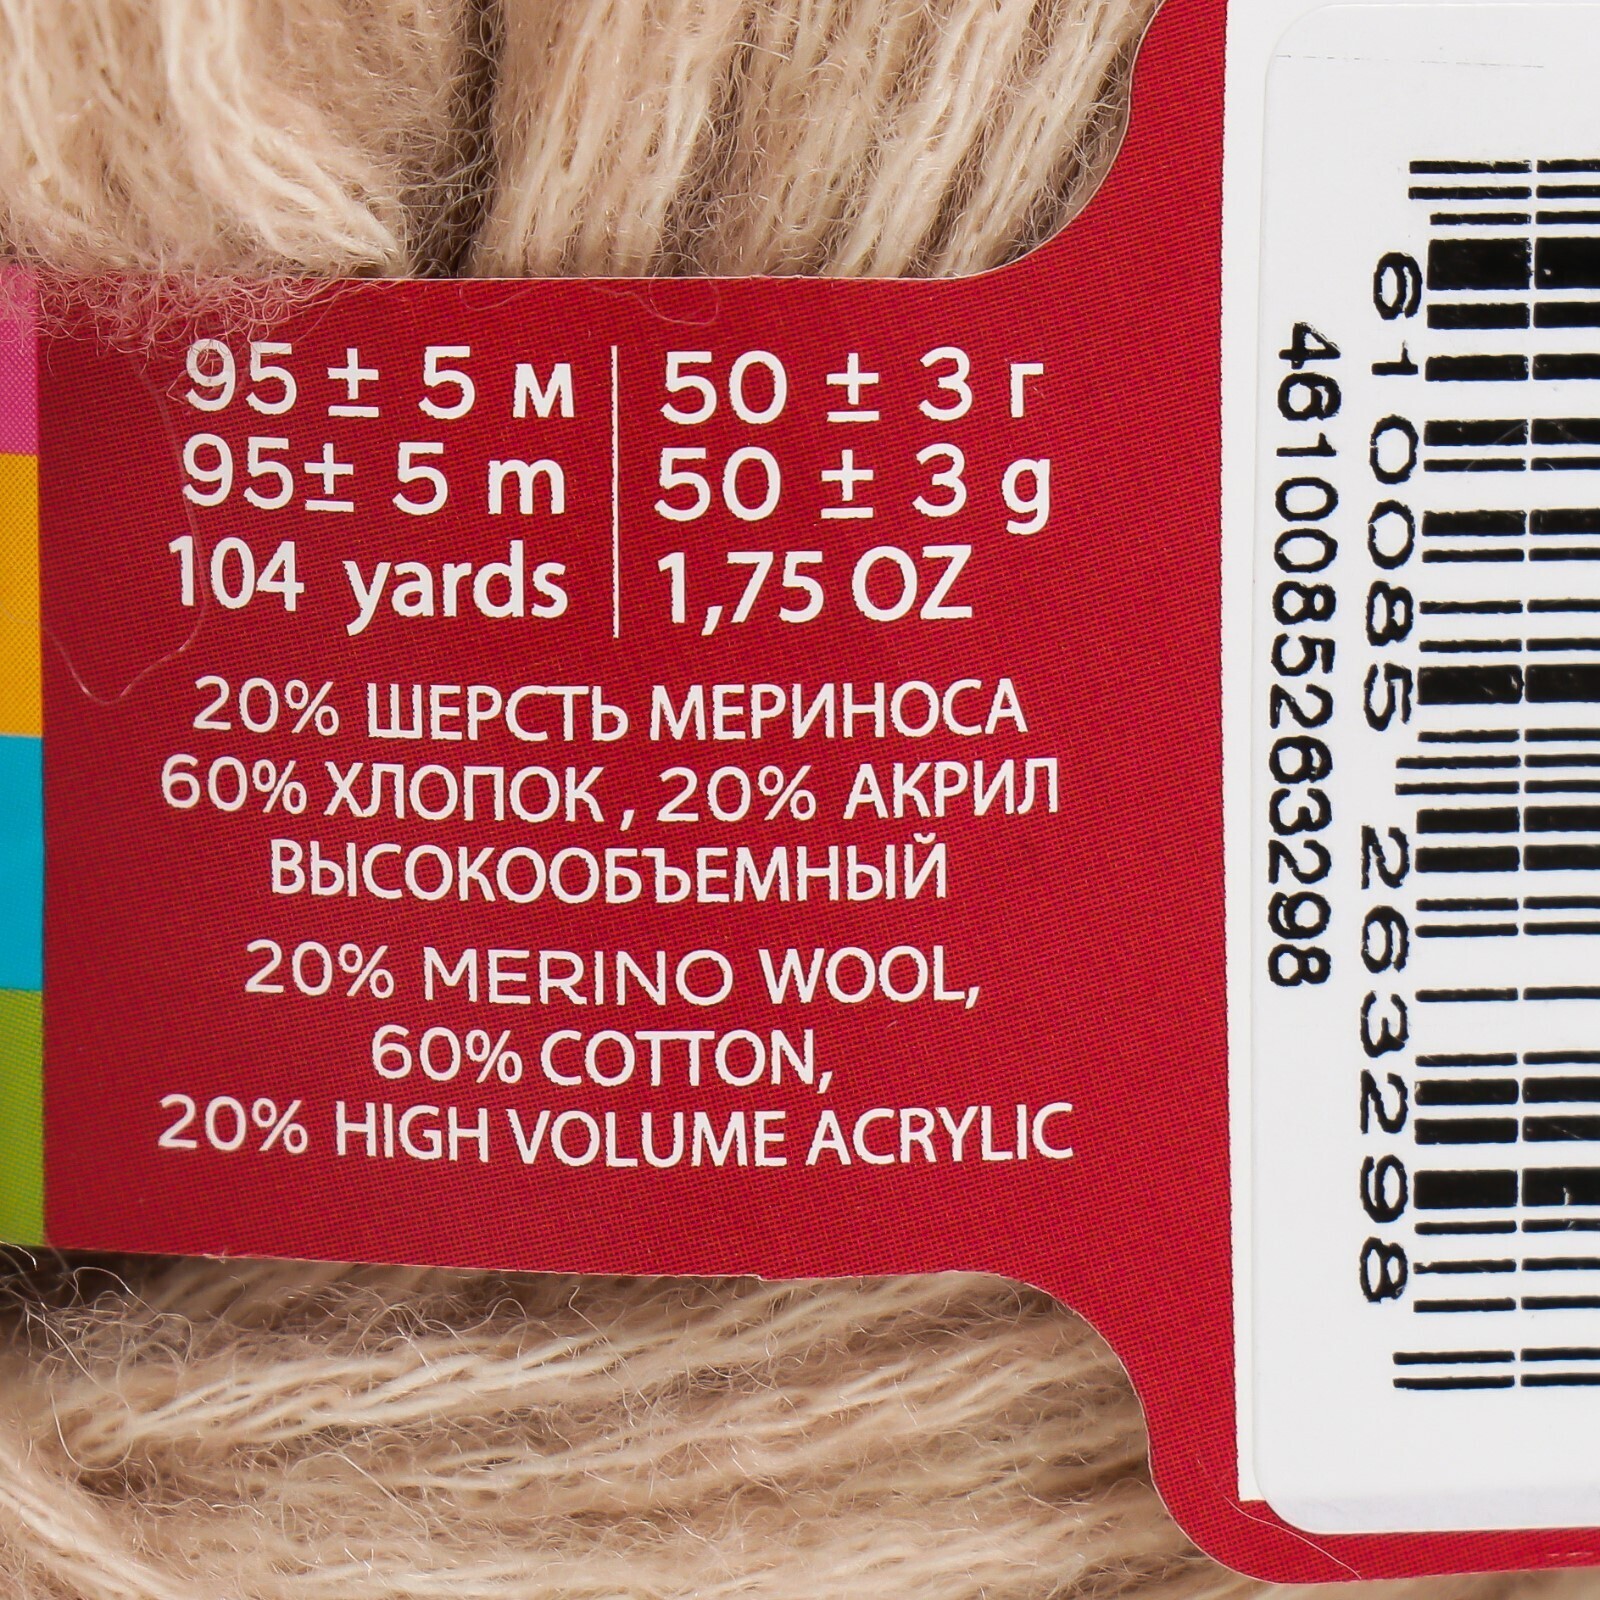 95 ± 5 м | 50 ± 3 г
95± 5 m | 50 ± 3 g
104 yards | 1,75 OZ
20% ШЕРСТЬ МЕРИНОСА
60% ХЛОПОК, 20% АКРИЛ
ВЫСОКООБЪЕМНЫЙ
20% MERINO WOOL,
60% COTTON,
20% HIGH VOLUME ACRYLIC
4610085263298
610085 263298